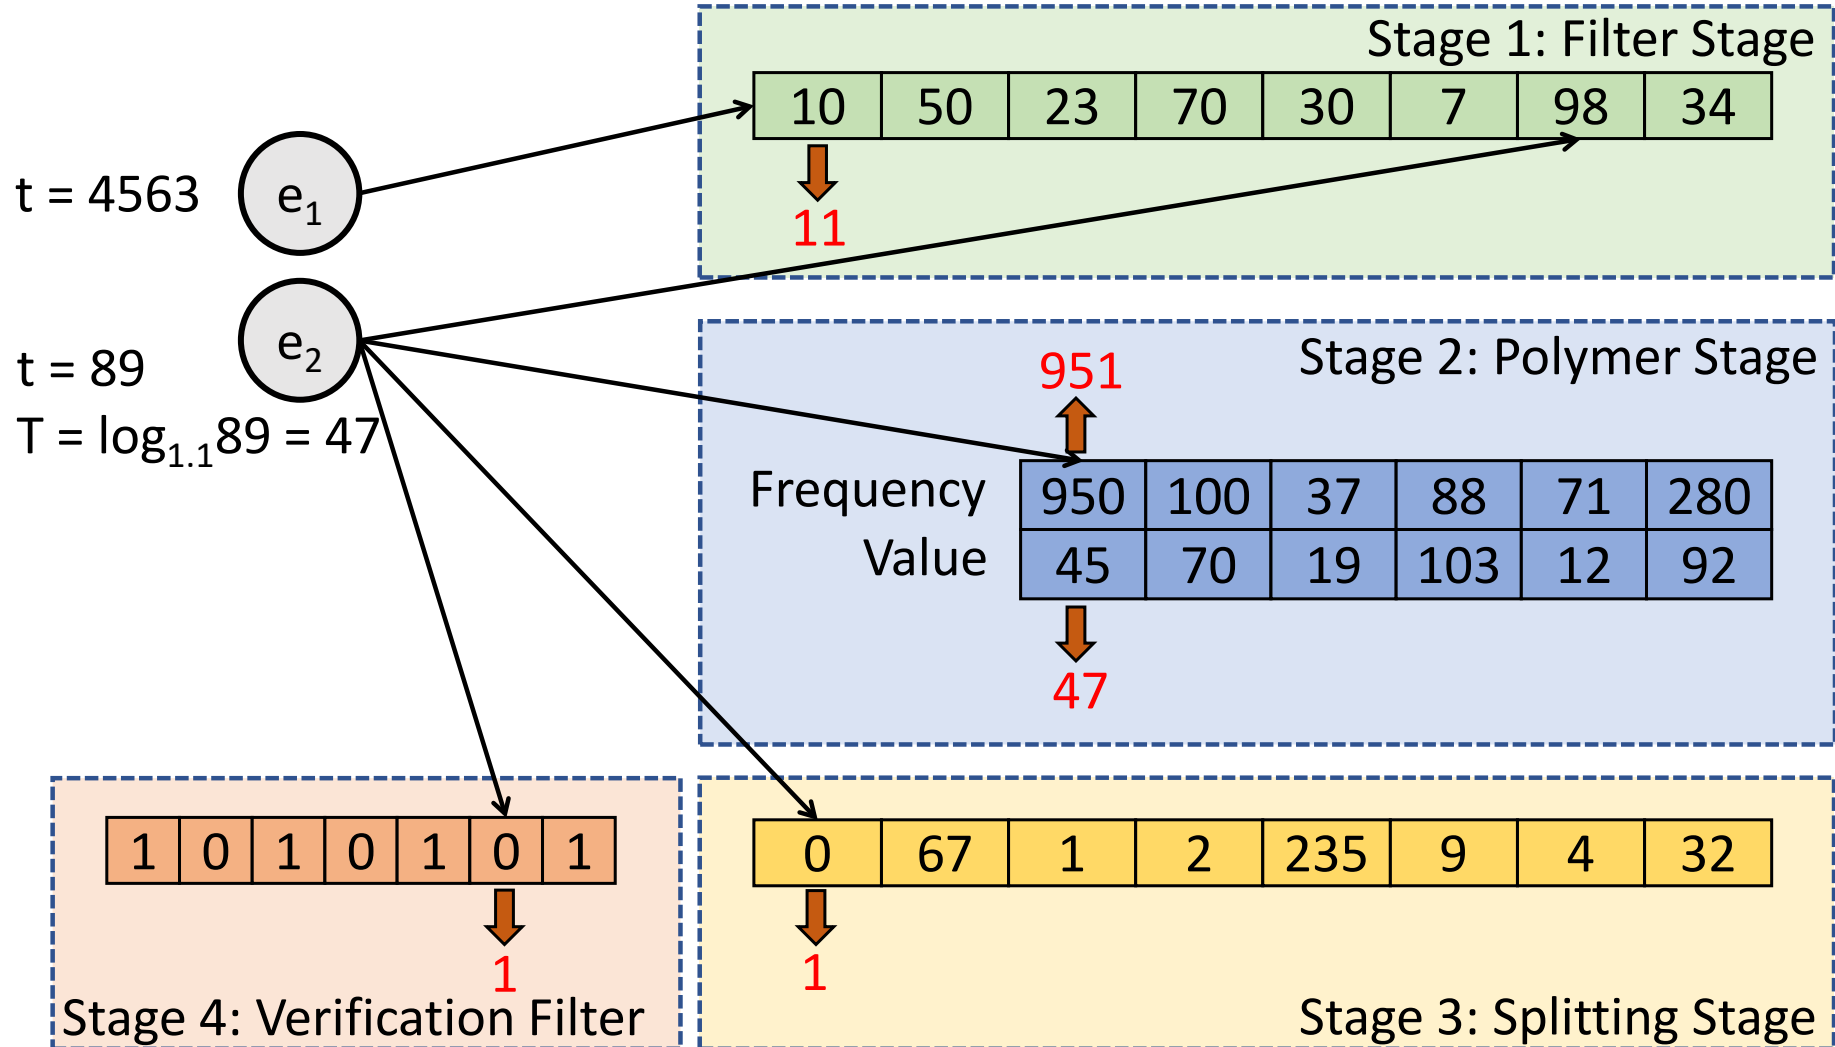 Stage 1: Filter Stage
10 50 23 70 30 7 98 34
11
t = 4563
e₁
e₂
t = 89
T = log₁.₁89 = 47
Stage 2: Polymer Stage
951
Frequency 950 100 37 88 71 280
Value 45 70 19 103 12 92
47
1 0 1 0 1 0 1
1
Stage 4: Verification Filter
0 67 1 2 235 9 4 32
1
Stage 3: Splitting Stage